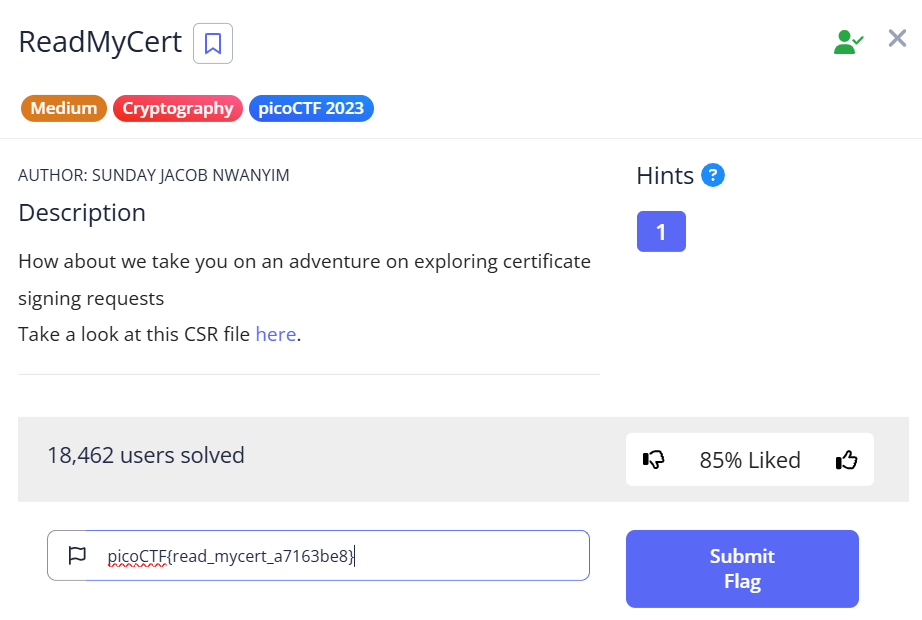 ReadMyCert
Medium Cryptography picoCTF 2023
AUTHOR: SUNDAY JACOB NWANYIM
Description
How about we take you on an adventure on exploring certificate
signing requests
Take a look at this CSR file here.
Hints ?
1
18,462 users solved
85% Liked
picoCTF{read_mycert_a7163be8}
Submit
Flag